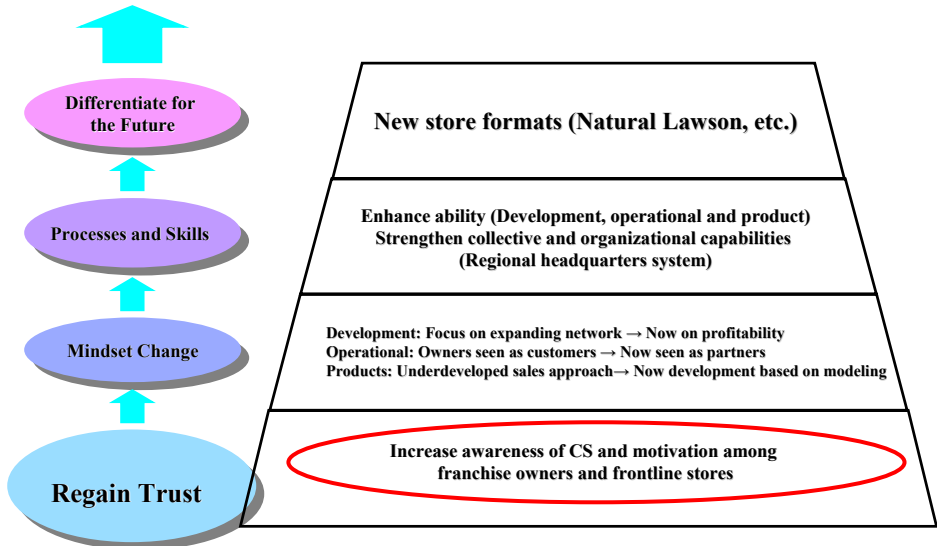 Differentiate for
the Future
New store formats (Natural Lawson, etc.)
Processes and Skills
Enhance ability (Development, operational and product)
Strengthen collective and organizational capabilities
(Regional headquarters system)
Mindset Change
Development: Focus on expanding network → Now on profitability
Operational: Owners seen as customers → Now seen as partners
Products: Underdeveloped sales approach→ Now development based on modeling
Regain Trust
Increase awareness of CS and motivation among
franchise owners and frontline stores